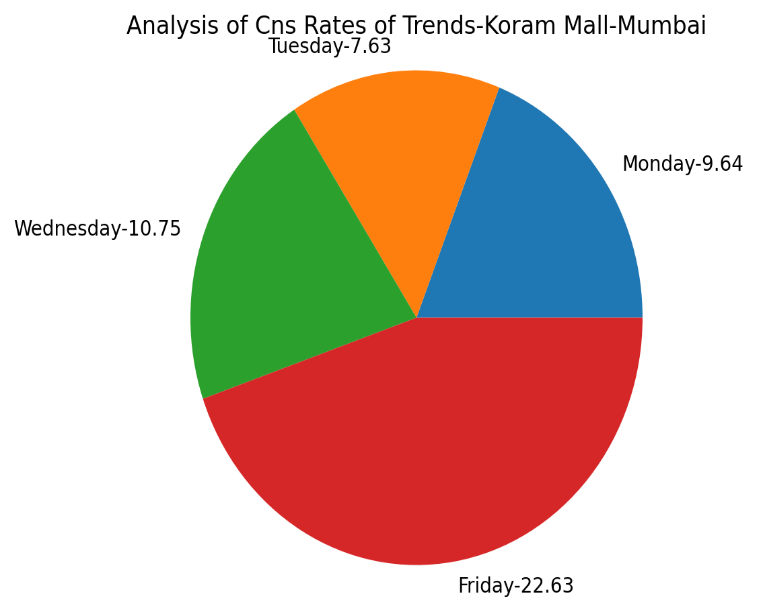 Analysis of Cns Rates of Trends-Koram Mall-Mumbai
Tuesday-7.63
Monday-9.64
Wednesday-10.75
Friday-22.63